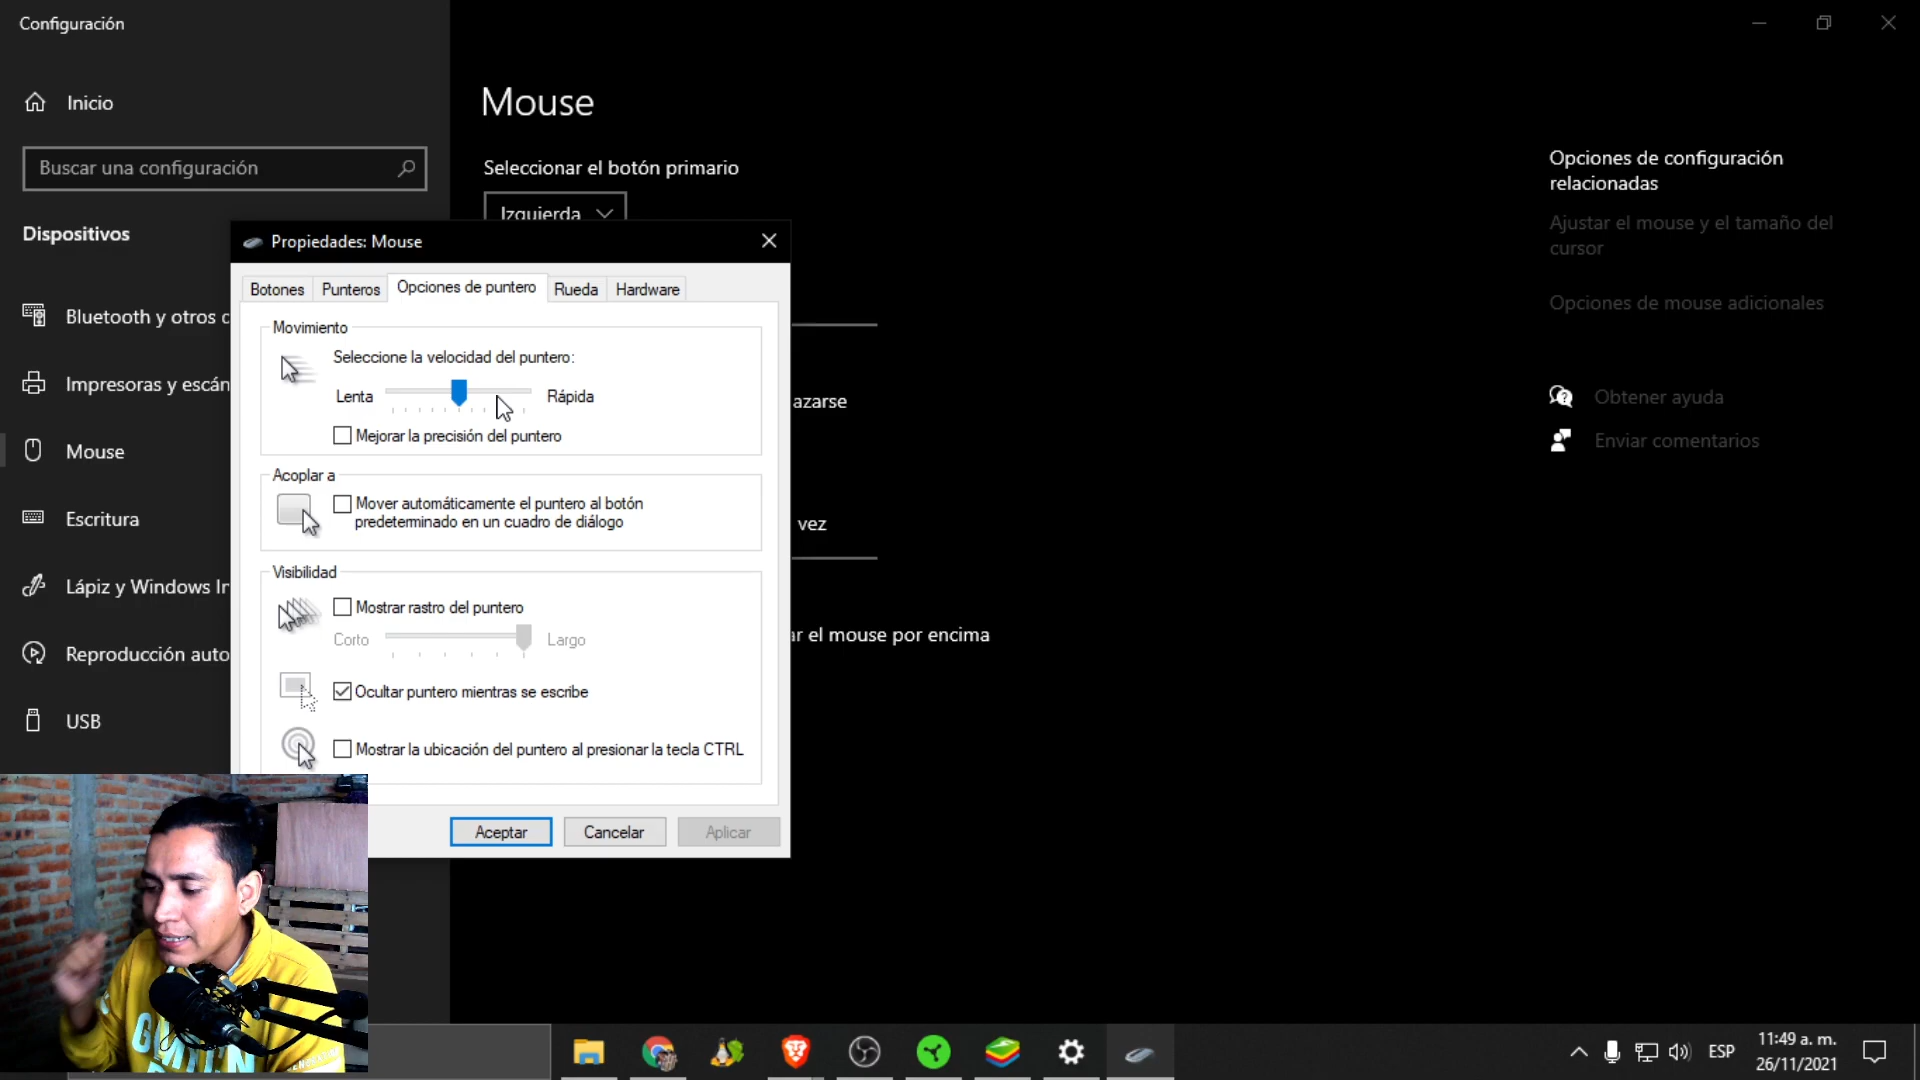 Configuración
Inicio
Buscar una configuración
Dispositivos
Bluetooth y otros
Impresoras y escán
Mouse
Escritura
Lápiz y Windows
Reproducción auto
USB
Mouse
Seleccionar el botón primario
Izquierda
azarse
vez
ar el mouse por encima
Opciones de configuración
relacionadas
Ajustar el mouse y el tamaño del
cursor
Opciones de mouse adicionales
Obtener ayuda
Enviar comentarios
Propiedades: Mouse
Botones
Punteros
Opciones de puntero
Rueda
Hardware
Movimiento
Seleccione la velocidad del puntero:
Lenta
Rápida
Mejorar la precisión del puntero
Acoplar a
Mover automáticamente el puntero al botón
predeterminado en un cuadro de diálogo
Visibilidad
Mostrar rastro del puntero
Corto
Largo
Ocultar puntero mientras se escribe
Mostrar la ubicación del puntero al presionar la tecla CTRL
Aceptar
Cancelar
Aplicar
ESP
11:49 a. m.
26/11/2021